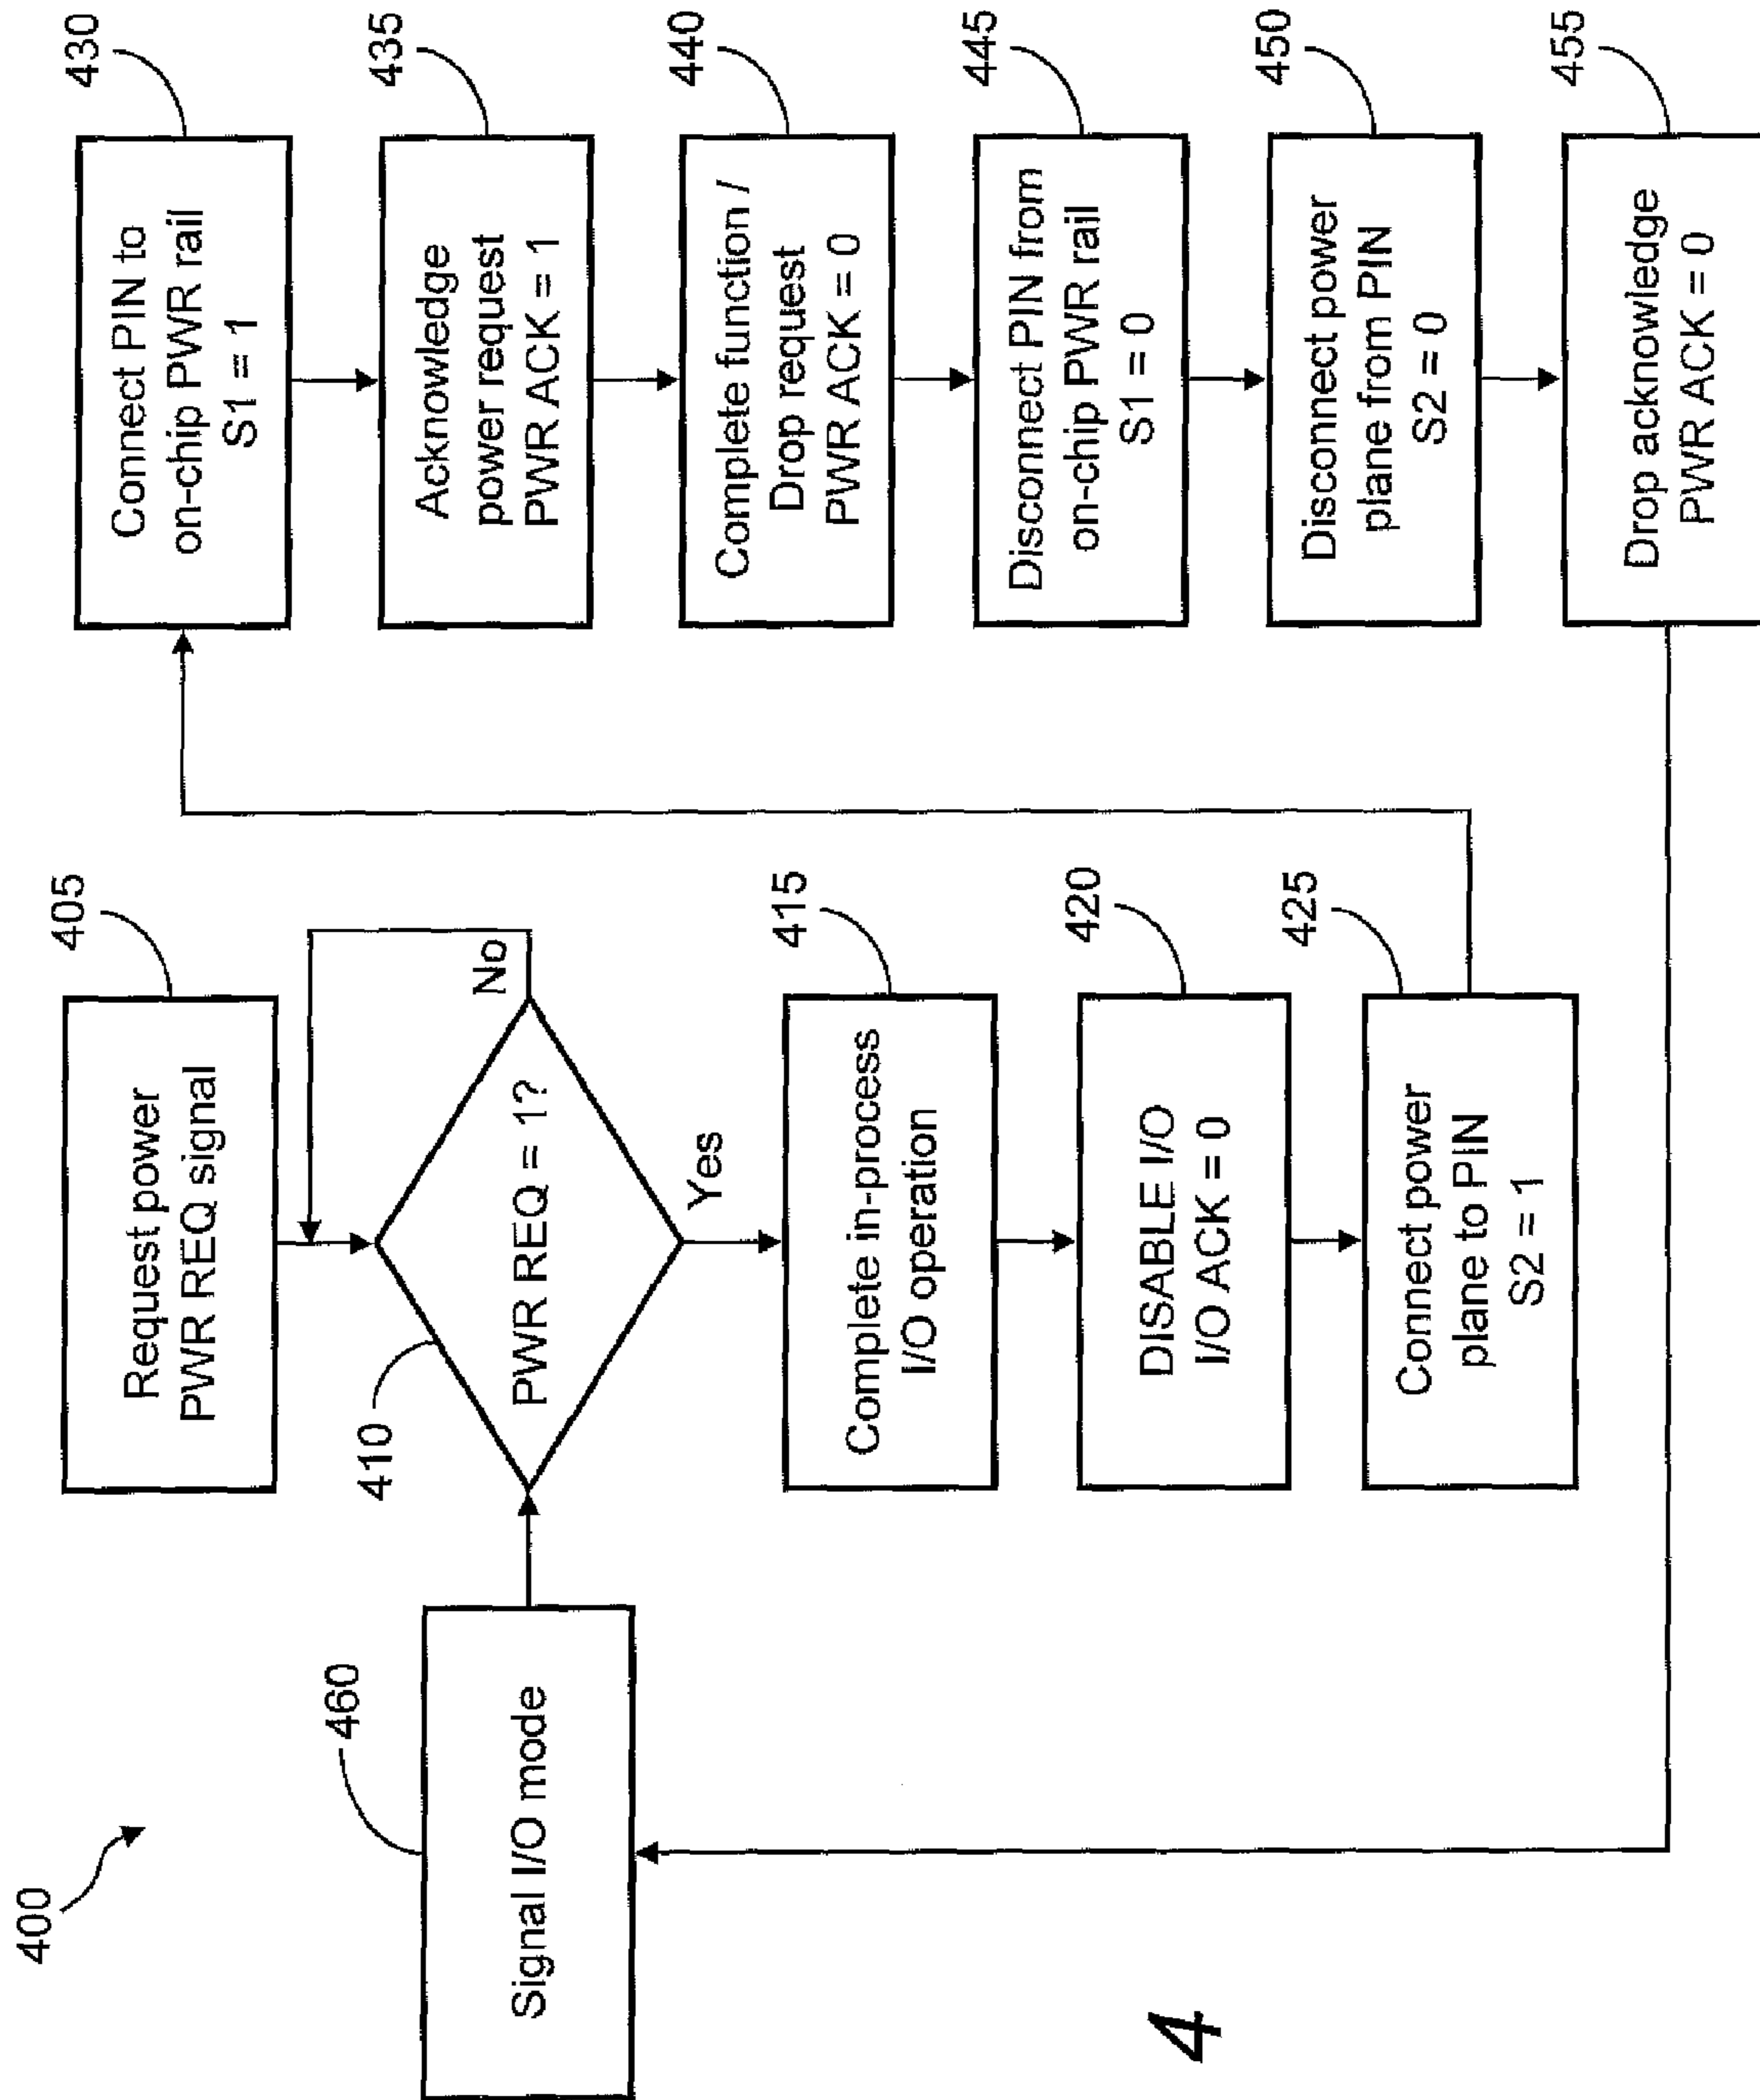 400
405
Request power
PWR REQ signal
410
PWR REQ = 1?
No
Yes
415
Complete in-process
I/O operation
420
DISABLE I/O
I/O ACK = 0
425
Connect power
plane to PIN
S2 = 1
430
Connect PIN to
on-chip PWR rail
S1 = 1
435
Acknowledge
power request
PWR ACK = 1
440
Complete function /
Drop request
PWR ACK = 0
445
Disconnect PIN from
on-chip PWR rail
S1 = 0
450
Disconnect power
plane from PIN
S2 = 0
455
Drop acknowledge
PWR ACK = 0
460
Signal I/O mode
4